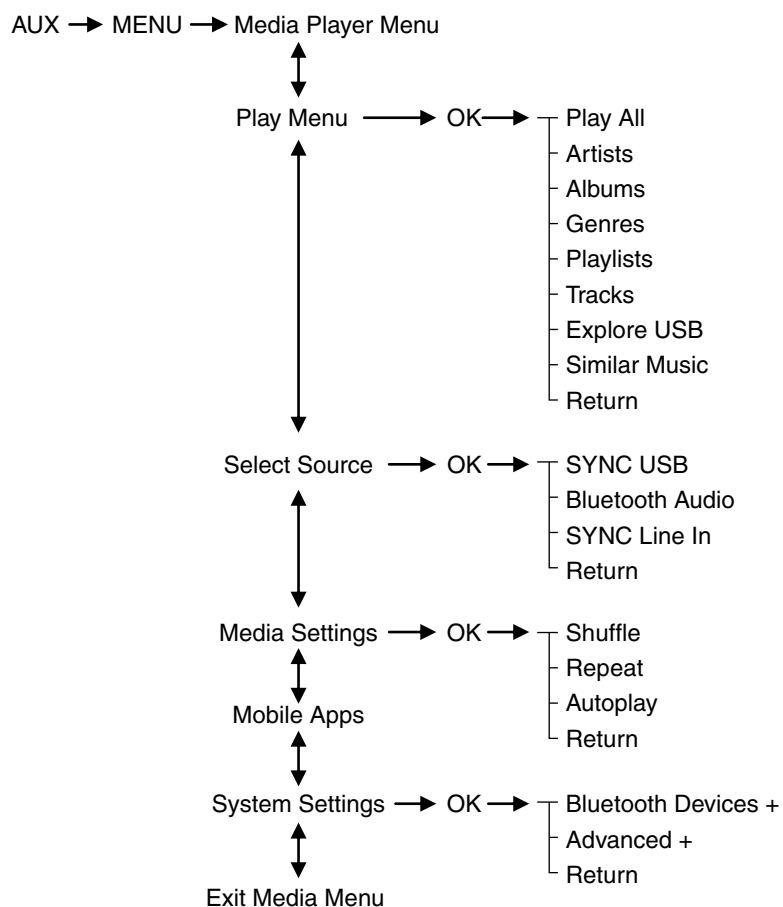 AUX MENU Media Player Menu
Play Menu OK Play All
Artists
Albums
Genres
Playlists
Tracks
Explore USB
Similar Music
Return
Select Source OK SYNC USB
Bluetooth Audio
SYNC Line In
Return
Media Settings OK Shuffle
Repeat
Autoplay
Mobile Apps
Return
System Settings OK Bluetooth Devices +
Advanced +
Return
Exit Media Menu